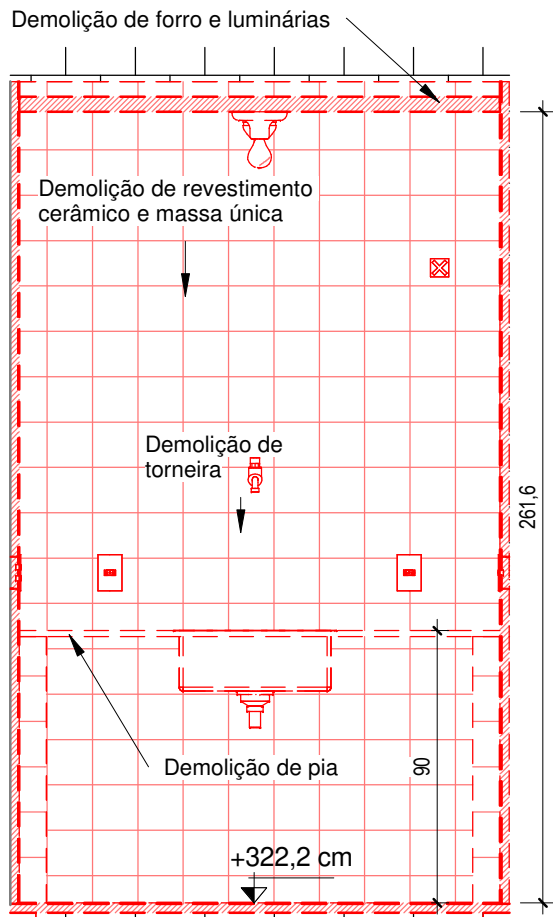 Demolição de forro e luminárias
Demolição de revestimento
cerâmico e massa única
Demolição de
torneira
261,6
90
Demolição de pia
+322,2 cm